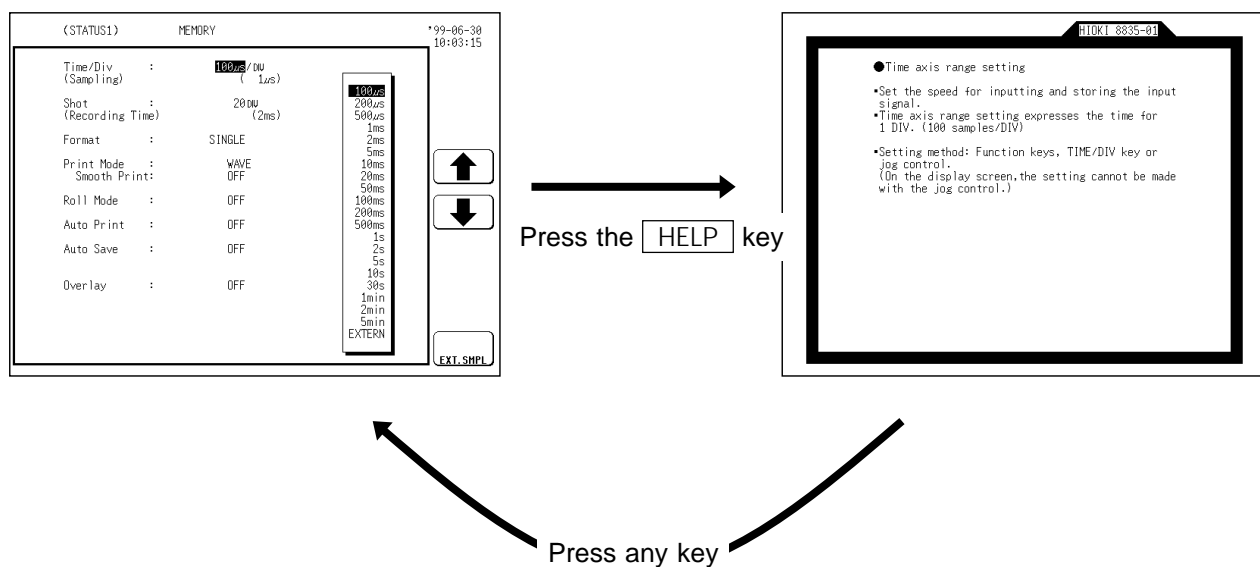 (STATUS1) MEMORY '99-06-30
10:03:15
Time/Div : 100µs/DIV
(Sampling) ( 1µs)
Shot : 20DIV
(Recording Time) (2ms)
Format : SINGLE
Print Mode : WAVE
Smooth Print: OFF
Roll Mode : OFF
Auto Print : OFF
Auto Save : OFF
Overlay : OFF
100µs
200µs
500µs
1ms
2ms
5ms
10ms
20ms
50ms
100ms
200ms
500ms
1s
2s
5s
10s
30s
1min
2min
5min
EXTERN
EXT.SMPL
Press the HELP key
HIOKI 8835-01
●Time axis range setting
▪Set the speed for inputting and storing the input
signal.
▪Time axis range setting expresses the time for
1 DIV. (100 samples/DIV)
▪Setting method: Function keys, TIME/DIV key or
jog control.
(On the display screen,the setting cannot be made
with the jog control.)
Press any key